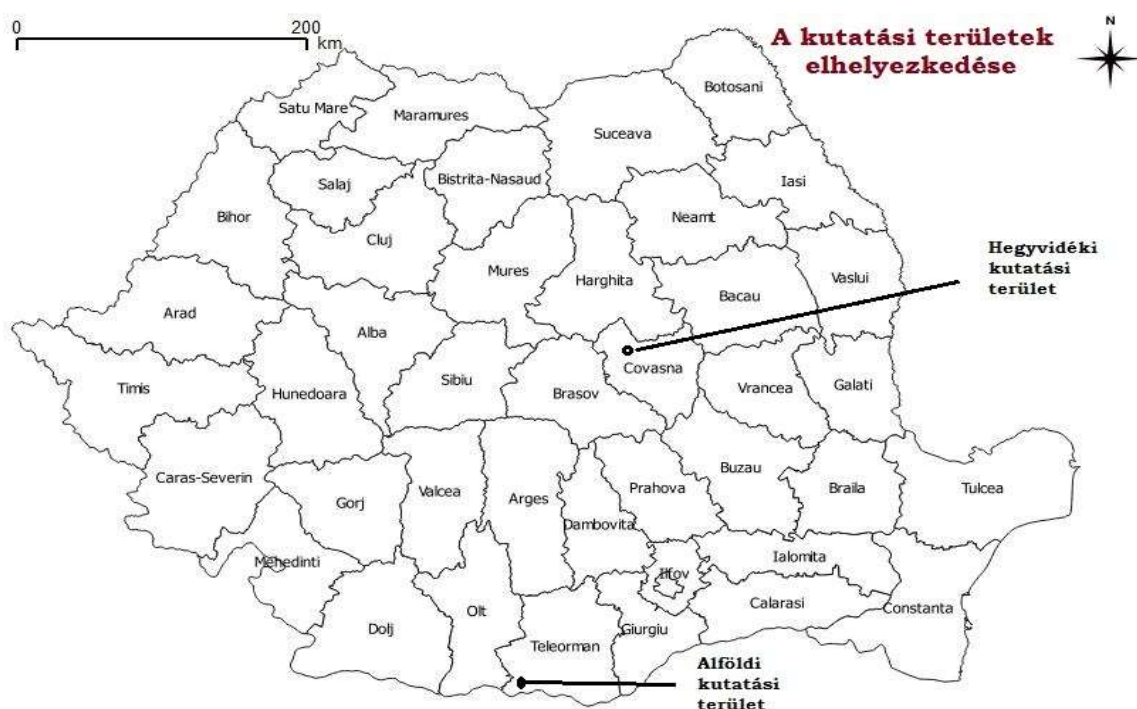 0
200
km
A kutatási területek
elhelyezkedése
N
Botosani
Satu Mare
Maramures
Suceava
Iasi
Salaj
Bistrita-Nasaud
Neamt
Bihor
Cluj
Hegyvidéki
kutatási
terület
Mures
Harghita
Bacau
Vaslui
Arad
Alba
Timis
Hunedoara
Sibiu
Brasov
Covasna
Vrancea
Galati
Caras-Severin
Gorj
Valcea
Arges
Prahova
Buzau
Braila
Tulcea
Dambovita
Mehedinti
Ilfov
Ialomita
Calarasi
Constanta
Olt
Dolj
Teleorman
Giurgiu
Alföldi
kutatási
terület